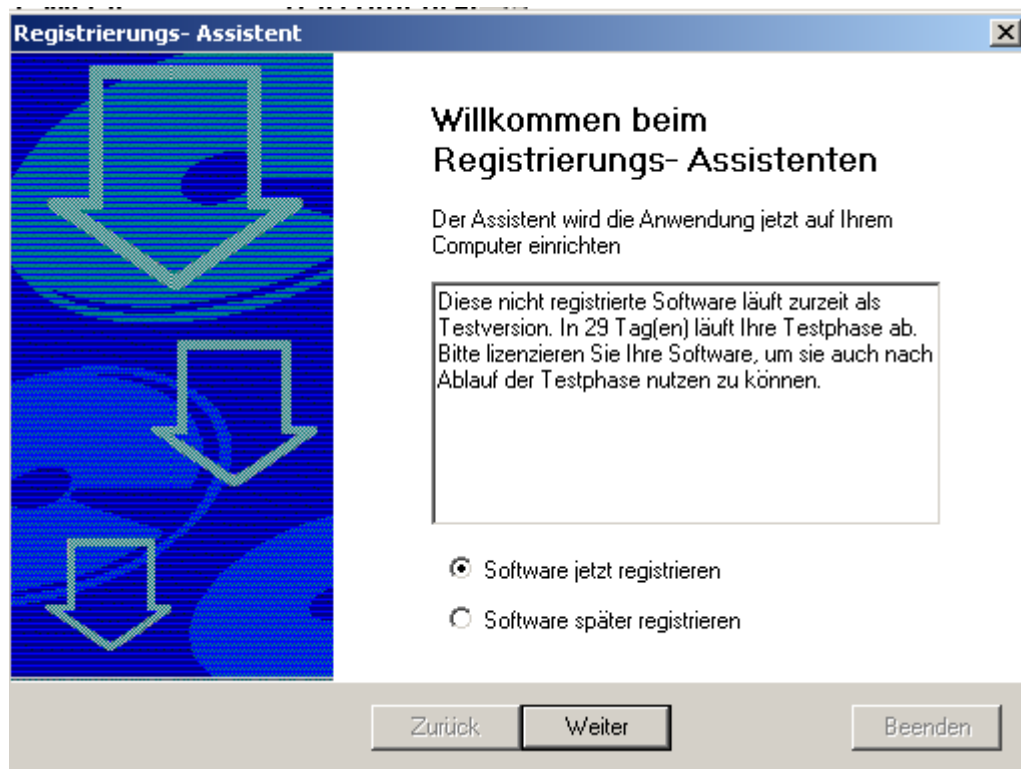 Registrierungs- Assistent
Willkommen beim
Registrierungs- Assistenten
Der Assistent wird die Anwendung jetzt auf Ihrem
Computer einrichten
Diese nicht registrierte Software läuft zurzeit als
Testversion. In 29 Tag(en) läuft Ihre Testphase ab.
Bitte lizenzieren Sie Ihre Software, um sie auch nach
Ablauf der Testphase nutzen zu können.
Software jetzt registrieren
Software später registrieren
Zurück
Weiter
Beenden